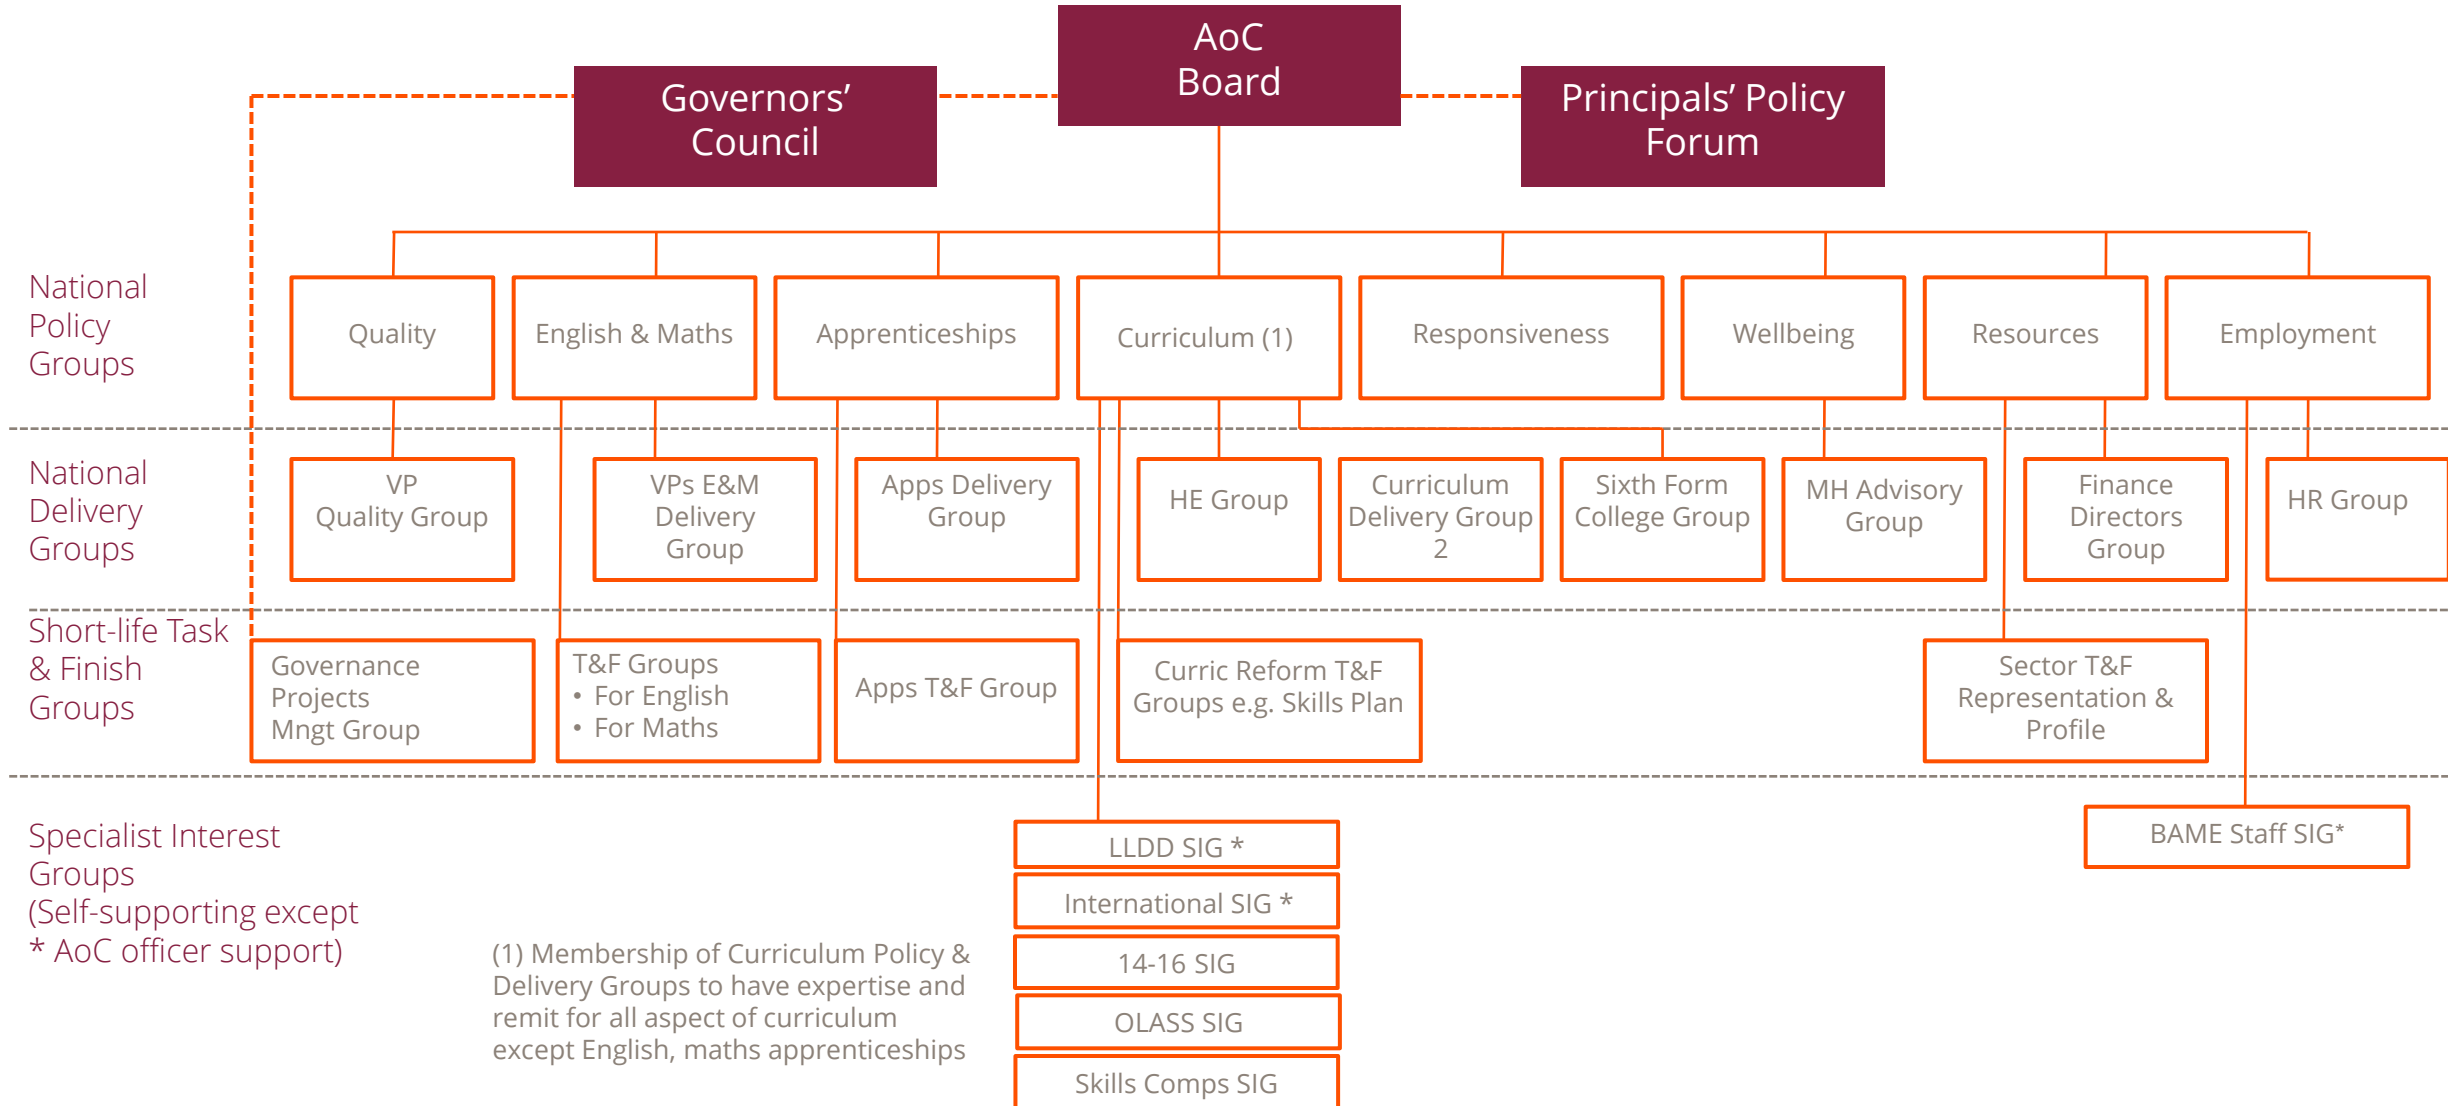 AoC
Board
Governors’
Council
Principals’ Policy
Forum
National
Policy
Groups
Quality
English & Maths
Apprenticeships
Curriculum (1)
Responsiveness
Wellbeing
Resources
Employment
National
Delivery
Groups
VP
Quality Group
VPs E&M
Delivery
Group
Apps Delivery
Group
HE Group
Curriculum
Delivery Group
2
Sixth Form
College Group
MH Advisory
Group
Finance
Directors
Group
HR Group
Short-life Task
& Finish
Groups
Governance
Projects
Mngt Group
T&F Groups
• For English
• For Maths
Apps T&F Group
Curric Reform T&F
Groups e.g. Skills Plan
Sector T&F
Representation &
Profile
Specialist Interest
Groups
(Self-supporting except
* AoC officer support)
LLDD SIG *
International SIG *
14-16 SIG
OLASS SIG
Skills Comps SIG
BAME Staff SIG*
(1) Membership of Curriculum Policy &
Delivery Groups to have expertise and
remit for all aspect of curriculum
except English, maths apprenticeships